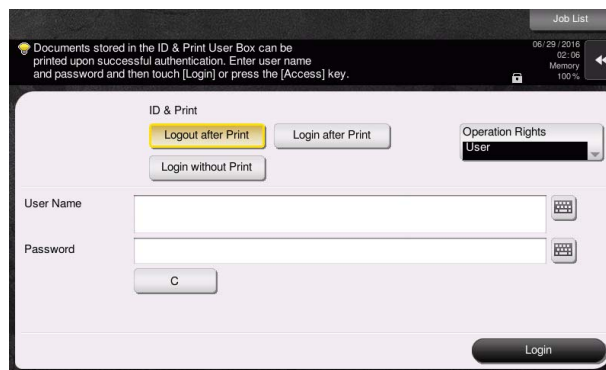 Job List
Documents stored in the ID & Print User Box can be
printed upon successful authentication. Enter user name
and password and then touch [Login] or press the [Access] key.
06/29/2016
02:06
Memory
100%
ID & Print
Logout after Print
Login after Print
Login without Print
Operation Rights
User
User Name
Password
C
Login